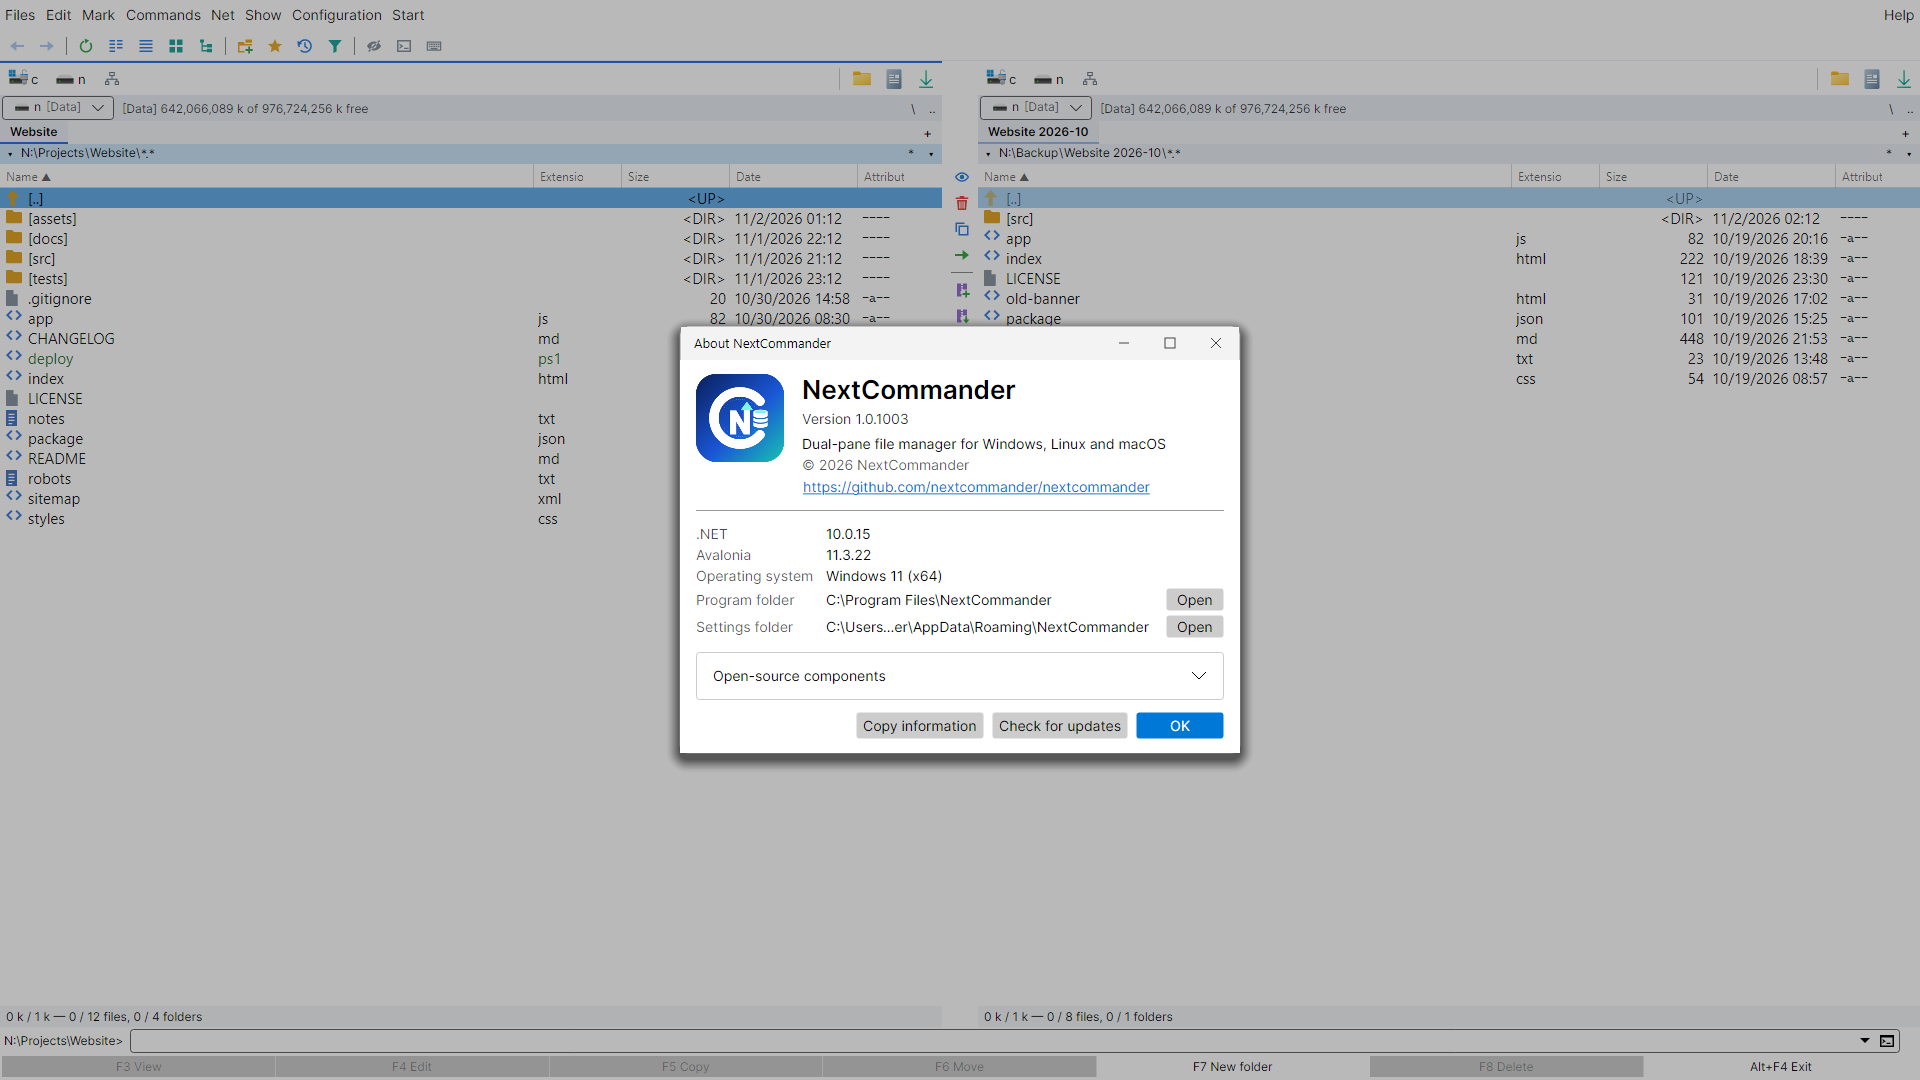 Files Edit Mark Commands Net Show Configuration Start Help
c n
c n
n [Data] [Data] 642,066,089 k of 976,724,256 k free \ ..
n [Data] [Data] 642,066,089 k of 976,724,256 k free \ ..
Website +
Website 2026-10 +
N:\Projects\Website\*.* *
N:\Backup\Website 2026-10\*.* *
Name Extensio Size Date Attribut
[..] <UP>
[assets] <DIR> 11/2/2026 01:12 ----
[docs] <DIR> 11/1/2026 22:12 ----
[src] <DIR> 11/1/2026 21:12 ----
[tests] <DIR> 11/1/2026 23:12 ----
.gitignore 20 10/30/2026 14:58 -a--
app js 82 10/30/2026 08:30 -a--
CHANGELOG md
deploy ps1
index html
LICENSE
notes txt
package json
README md
robots txt
sitemap xml
styles css
Name Extensio Size Date Attribut
[..] <UP>
[src] <DIR> 11/2/2026 02:12 ----
app js 82 10/19/2026 20:16 -a--
index html 222 10/19/2026 18:39 -a--
LICENSE 121 10/19/2026 23:30 -a--
old-banner html 31 10/19/2026 17:02 -a--
package json 101 10/19/2026 15:25 -a--
md 448 10/19/2026 21:53 -a--
txt 23 10/19/2026 13:48 -a--
css 54 10/19/2026 08:57 -a--
About NextCommander
N
NextCommander
Version 1.0.1003
Dual-pane file manager for Windows, Linux and macOS
© 2026 NextCommander
https://github.com/nextcommander/nextcommander
.NET 10.0.15
Avalonia 11.3.22
Operating system Windows 11 (x64)
Program folder C:\Program Files\NextCommander Open
Settings folder C:\Users...er\AppData\Roaming\NextCommander Open
Open-source components
Copy information Check for updates OK
0 k / 1 k — 0 / 12 files, 0 / 4 folders
0 k / 1 k — 0 / 8 files, 0 / 1 folders
N:\Projects\Website>
F3 View F4 Edit F5 Copy F6 Move F7 New folder F8 Delete Alt+F4 Exit